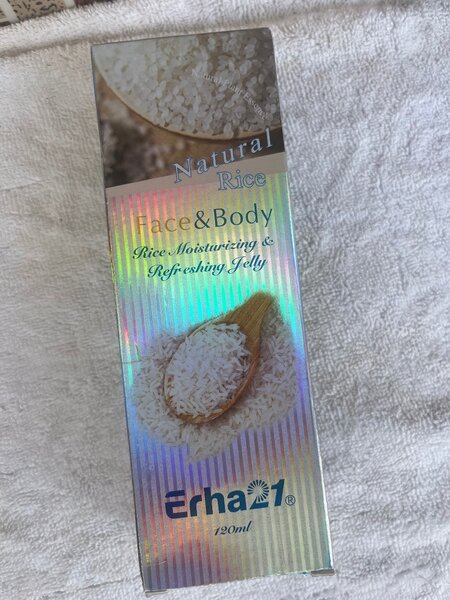 Natural
Rice
Face&Body
Rice Moisturizing &
Refreshing Jelly
Erha21®
120ml